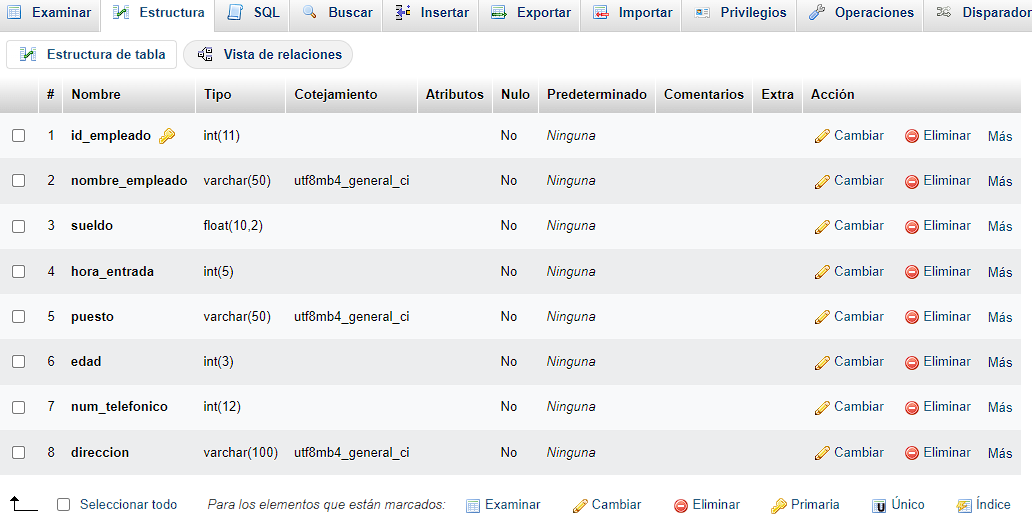 Examinar Estructura SQL Buscar Insertar Exportar Importar Privilegios Operaciones Disparador
Estructura de tabla Vista de relaciones
# Nombre Tipo Cotejamiento Atributos Nulo Predeterminado Comentarios Extra Acción
1 id_empleado int(11) No Ninguna Cambiar Eliminar Más
2 nombre_empleado varchar(50) utf8mb4_general_ci No Ninguna Cambiar Eliminar Más
3 sueldo float(10,2) No Ninguna Cambiar Eliminar Más
4 hora_entrada int(5) No Ninguna Cambiar Eliminar Más
5 puesto varchar(50) utf8mb4_general_ci No Ninguna Cambiar Eliminar Más
6 edad int(3) No Ninguna Cambiar Eliminar Más
7 num_telefonico int(12) No Ninguna Cambiar Eliminar Más
8 direccion varchar(100) utf8mb4_general_ci No Ninguna Cambiar Eliminar Más
Seleccionar todo Para los elementos que están marcados: Examinar Cambiar Eliminar Primaria Único Índice